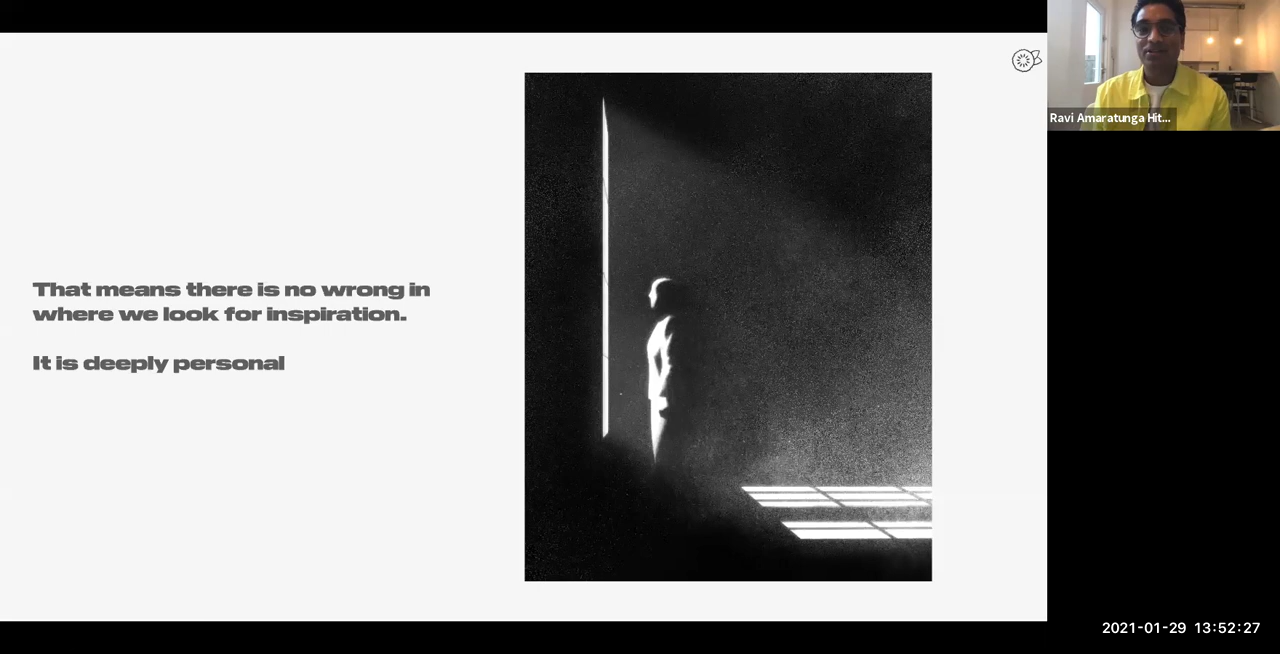 That means there is no wrong in
where we look for inspiration.
It is deeply personal
Ravi Amaratunga Hit...
2021-01-29 13:52:27